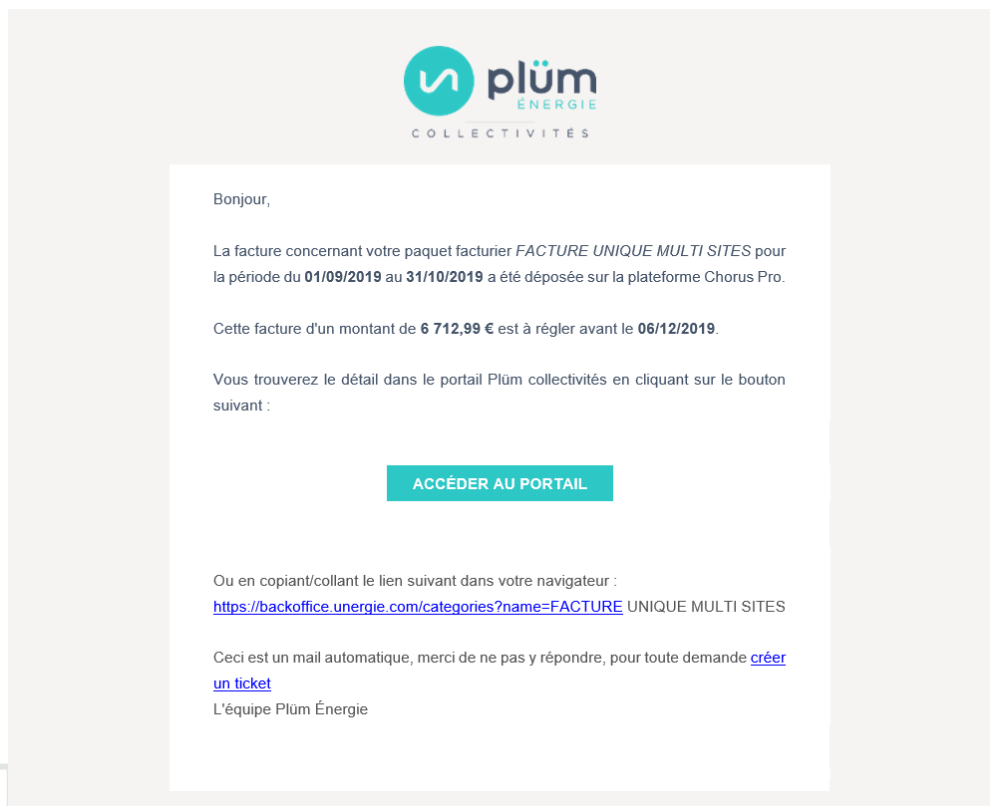 plüm
ÉNERGIE
COLLECTIVITÉS
Bonjour,
La facture concernant votre paquet facturier FACTURE UNIQUE MULTI SITES pour
la période du 01/09/2019 au 31/10/2019 a été déposée sur la plateforme Chorus Pro.
Cette facture d'un montant de 6 712,99 € est à régler avant le 06/12/2019.
Vous trouverez le détail dans le portail Plüm collectivités en cliquant sur le bouton
suivant :
ACCÉDER AU PORTAIL
Ou en copiant/collant le lien suivant dans votre navigateur :
https://backoffice.unergie.com/categories?name=FACTURE UNIQUE MULTI SITES
Ceci est un mail automatique, merci de ne pas y répondre, pour toute demande créer
un ticket
L'équipe Plüm Énergie